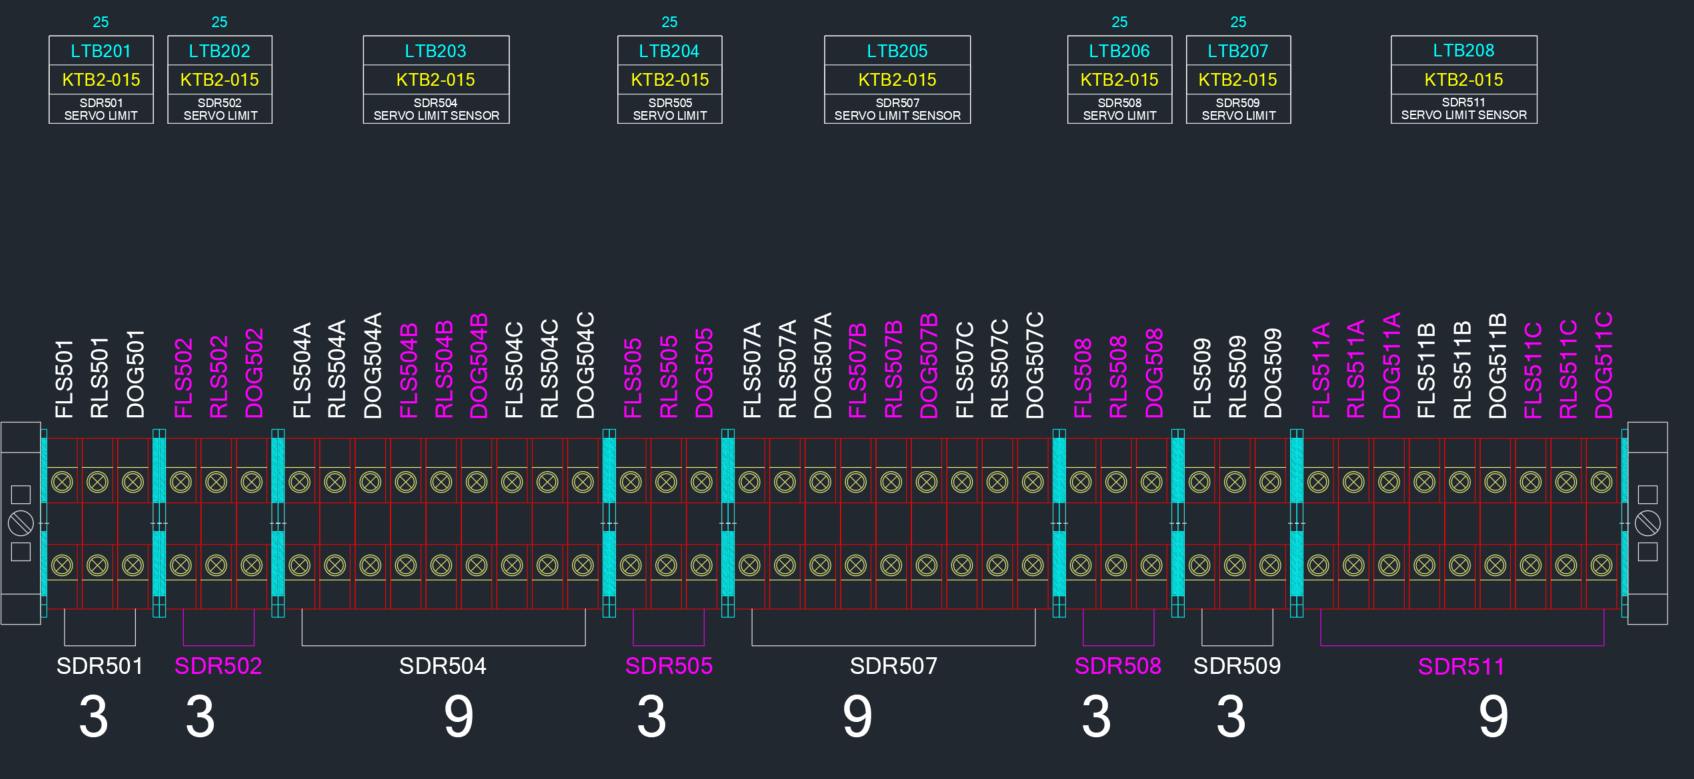 25
25
25
25
25
LTB201
LTB202
LTB203
LTB204
LTB205
LTB206
LTB207
LTB208
KTB2-015
KTB2-015
KTB2-015
KTB2-015
KTB2-015
KTB2-015
KTB2-015
KTB2-015
SDR501
SERVO LIMIT
SDR502
SERVO LIMIT
SDR504
SERVO LIMIT SENSOR
SDR505
SERVO LIMIT
SDR507
SERVO LIMIT SENSOR
SDR508
SERVO LIMIT
SDR509
SERVO LIMIT
SDR511
SERVO LIMIT SENSOR
FLS501
RLS501
DOG501
FLS502
RLS502
DOG502
FLS504A
RLS504A
DOG504A
FLS504B
RLS504B
DOG504B
FLS504C
RLS504C
DOG504C
FLS505
RLS505
DOG505
FLS507A
RLS507A
DOG507A
FLS507B
RLS507B
DOG507B
FLS507C
RLS507C
DOG507C
FLS508
RLS508
DOG508
FLS509
RLS509
DOG509
FLS511A
RLS511A
DOG511A
FLS511B
RLS511B
DOG511B
FLS511C
RLS511C
DOG511C
SDR501
SDR502
SDR504
SDR505
SDR507
SDR508
SDR509
SDR511
3
3
9
3
9
3
3
9